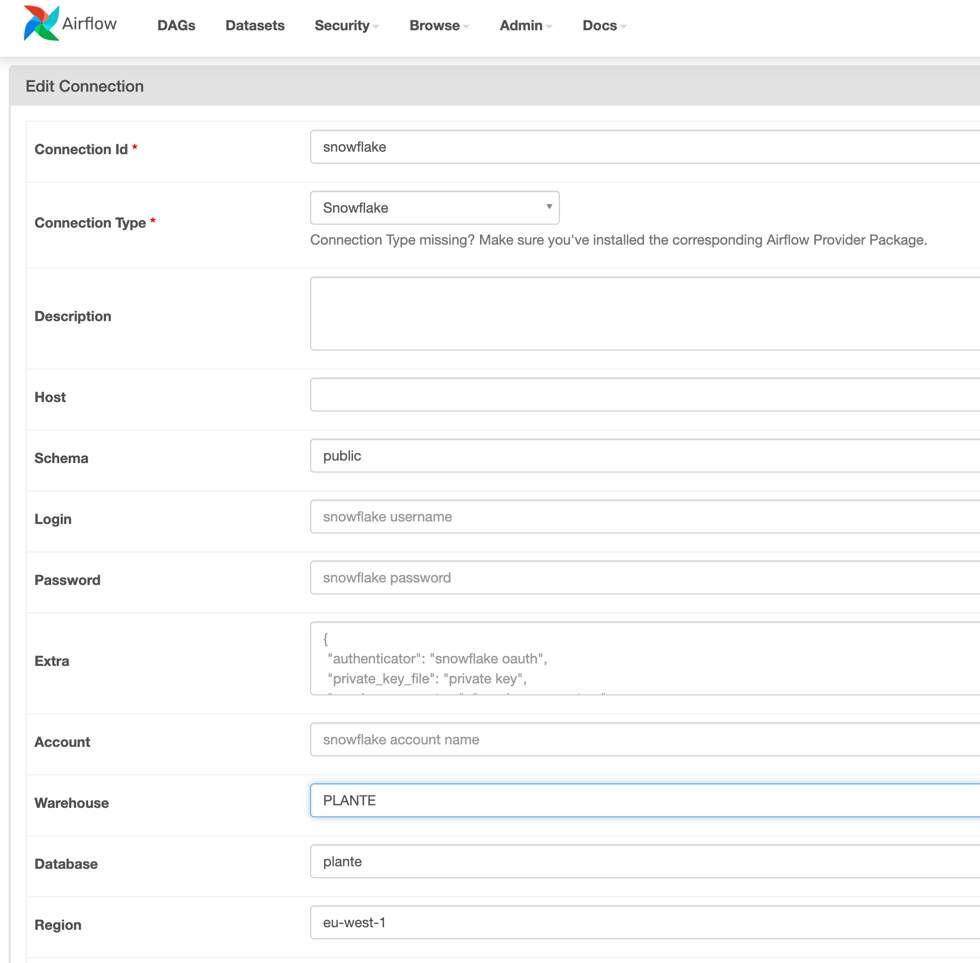 Airflow DAGs Datasets Security Browse Admin Docs
Edit Connection
Connection Id * snowflake
Connection Type * Snowflake
Connection Type missing? Make sure you've installed the corresponding Airflow Provider Package.
Description
Host
Schema public
Login snowflake username
Password snowflake password
Extra {
"authenticator": "snowflake oauth",
"private_key_file": "private key",
Account snowflake account name
Warehouse PLANTE
Database plante
Region eu-west-1